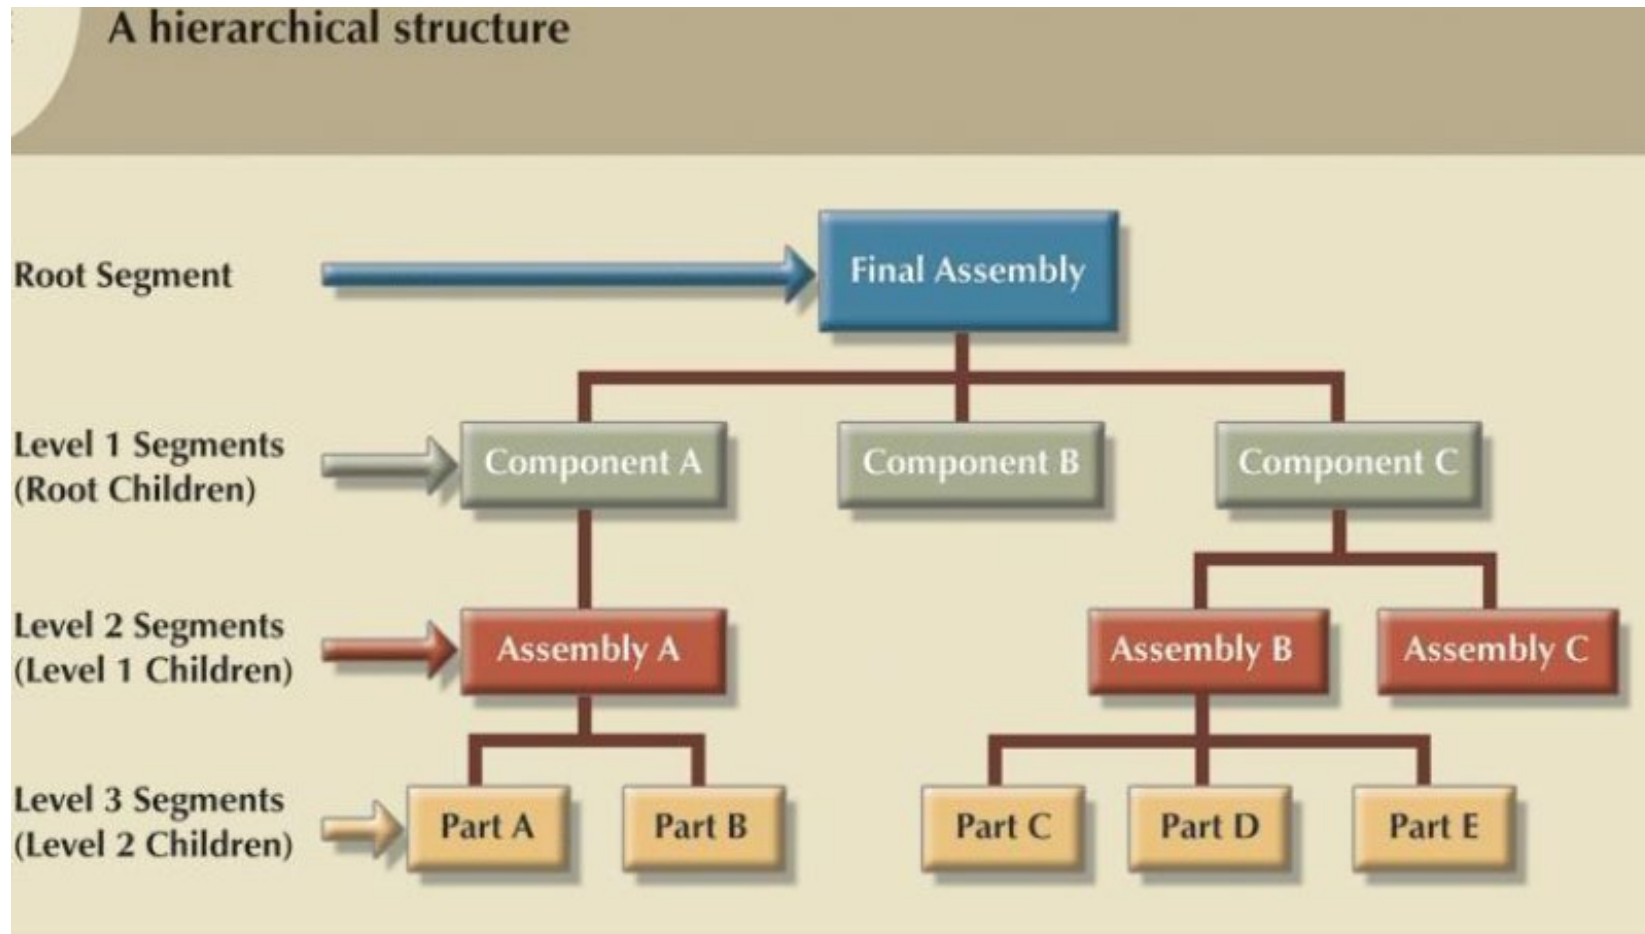 A hierarchical structure
Root Segment
Final Assembly
Level 1 Segments
(Root Children)
Component A
Component B
Component C
Level 2 Segments
(Level 1 Children)
Assembly A
Assembly B
Assembly C
Level 3 Segments
(Level 2 Children)
Part A
Part B
Part C
Part D
Part E